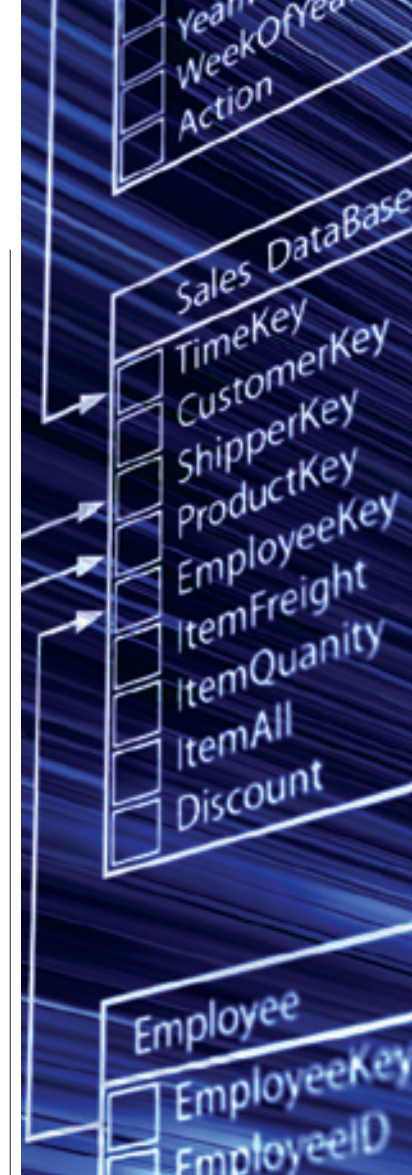 WeekOfYear
Action
Sales DataBase
TimeKey
CustomerKey
ShipperKey
ProductKey
EmployeeKey
ItemFreight
ItemQuanity
ItemAll
Discount
Employee
EmployeeKey
EmployeeID